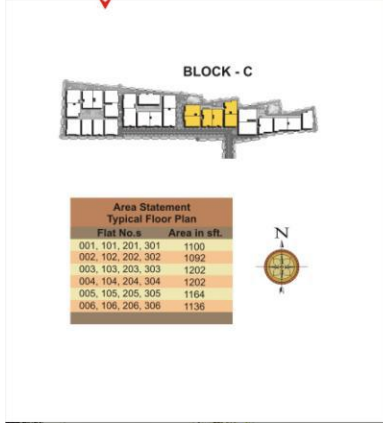 BLOCK - C
Area Statement
Typical Floor Plan
Flat No.s Area in sft.
001, 101, 201, 301 1100
002, 102, 202, 302 1092
003, 103, 203, 303 1202
004, 104, 204, 304 1202
005, 105, 205, 305 1164
006, 106, 206, 306 1136
N